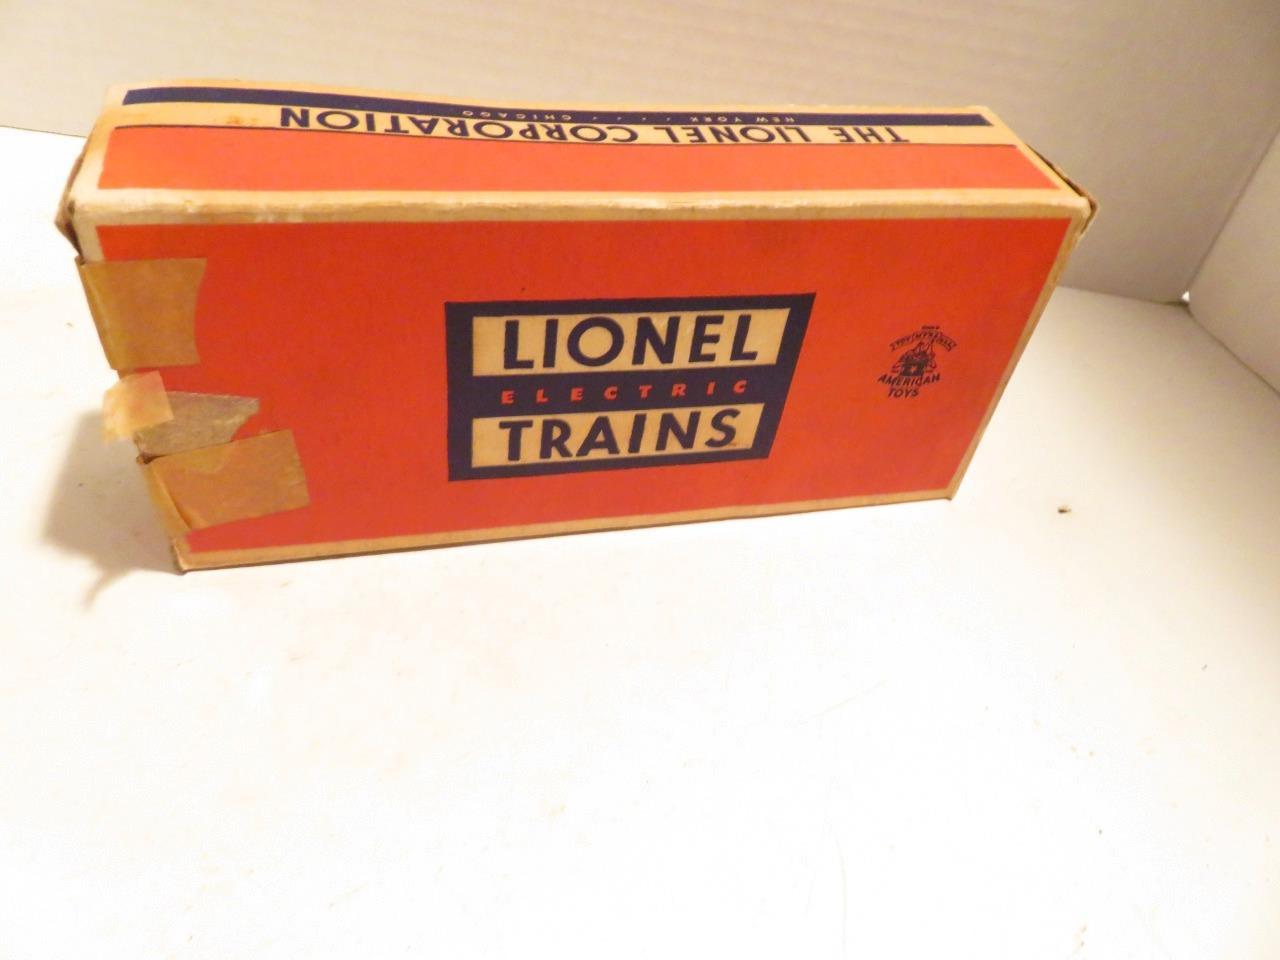 THE LIONEL CORPORATION
NEW YORK . . . CHICAGO
LIONEL
ELECTRIC
TRAINS
AMERICAN
TOYS